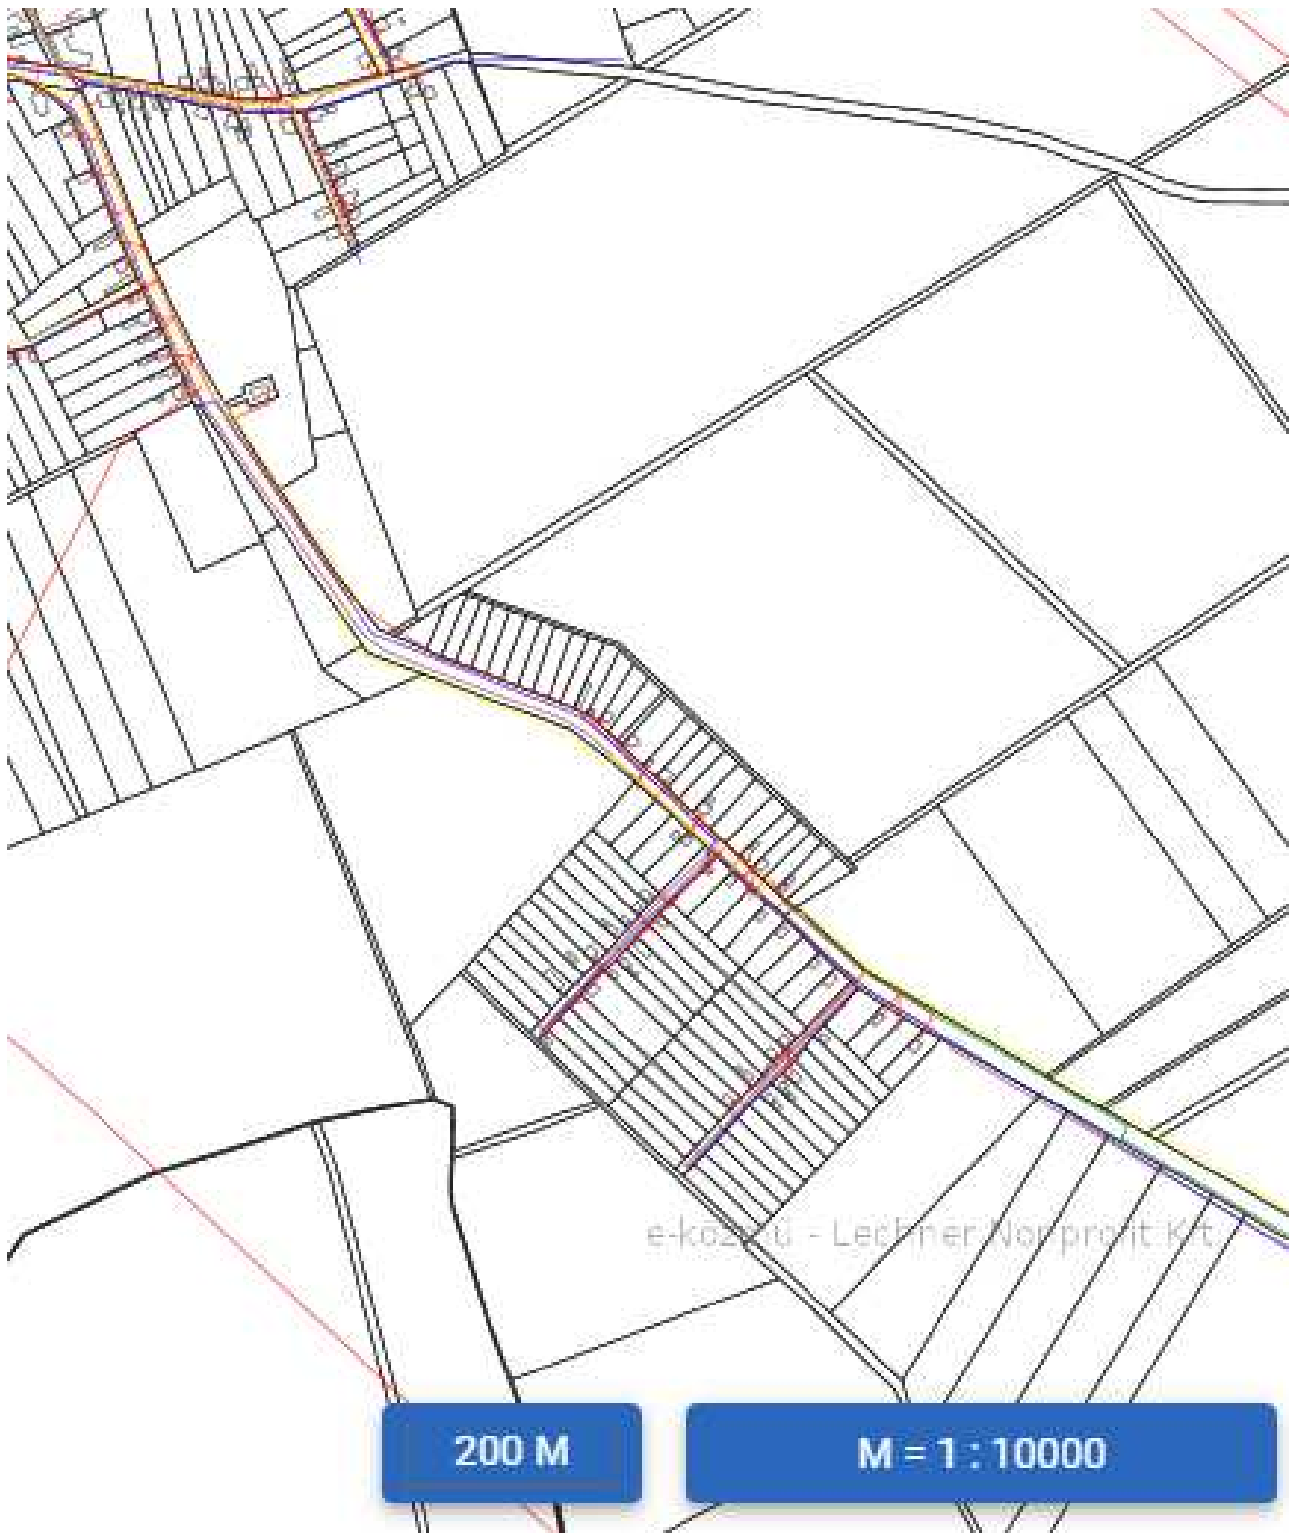 e-közmű - Lechner Nonprofit Kft.
200 M
M = 1 : 10000